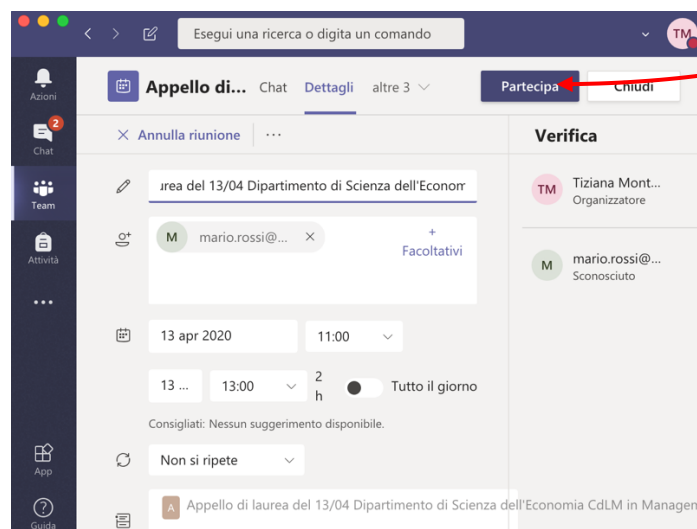 Esegui una ricerca o digita un comando
TM
Azioni
Appello di... Chat Dettagli altre 3
Partecipa
Chiudi
2
Chat
Annulla riunione ...
Verifica
Team
urea del 13/04 Dipartimento di Scienza dell'Econom
TM Tiziana Mont...
Organizzatore
M mario.rossi@...
+
Facoltativi
Attività
M mario.rossi@...
Sconosciuto
13 apr 2020 11:00
13 ... 13:00 2 h Tutto il giorno
Consigliati: Nessun suggerimento disponibile.
App
Non si ripete
A Appello di laurea del 13/04 Dipartimento di Scienza dell'Economia CdLM in Managem
Guida